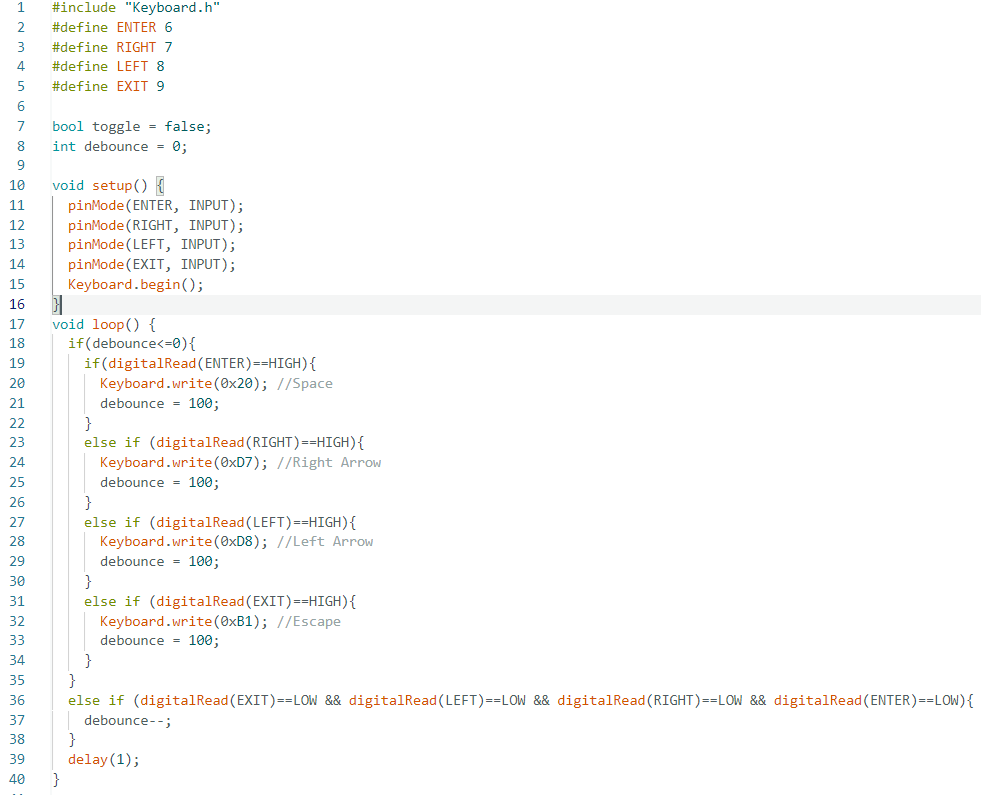 1 #include "Keyboard.h"
2 #define ENTER 6
3 #define RIGHT 7
4 #define LEFT 8
5 #define EXIT 9
6
7 bool toggle = false;
8 int debounce = 0;
9
10 void setup() {
11   pinMode(ENTER, INPUT);
12   pinMode(RIGHT, INPUT);
13   pinMode(LEFT, INPUT);
14   pinMode(EXIT, INPUT);
15   Keyboard.begin();
16 }
17 void loop() {
18   if(debounce<=0){
19     if(digitalRead(ENTER)==HIGH){
20       Keyboard.write(0x20); //Space
21       debounce = 100;
22     }
23     else if (digitalRead(RIGHT)==HIGH){
24       Keyboard.write(0xD7); //Right Arrow
25       debounce = 100;
26     }
27     else if (digitalRead(LEFT)==HIGH){
28       Keyboard.write(0xD8); //Left Arrow
29       debounce = 100;
30     }
31     else if (digitalRead(EXIT)==HIGH){
32       Keyboard.write(0xB1); //Escape
33       debounce = 100;
34     }
35   }
36   else if (digitalRead(EXIT)==LOW && digitalRead(LEFT)==LOW && digitalRead(RIGHT)==LOW && digitalRead(ENTER)==LOW){
37     debounce--;
38   }
39   delay(1);
40 }